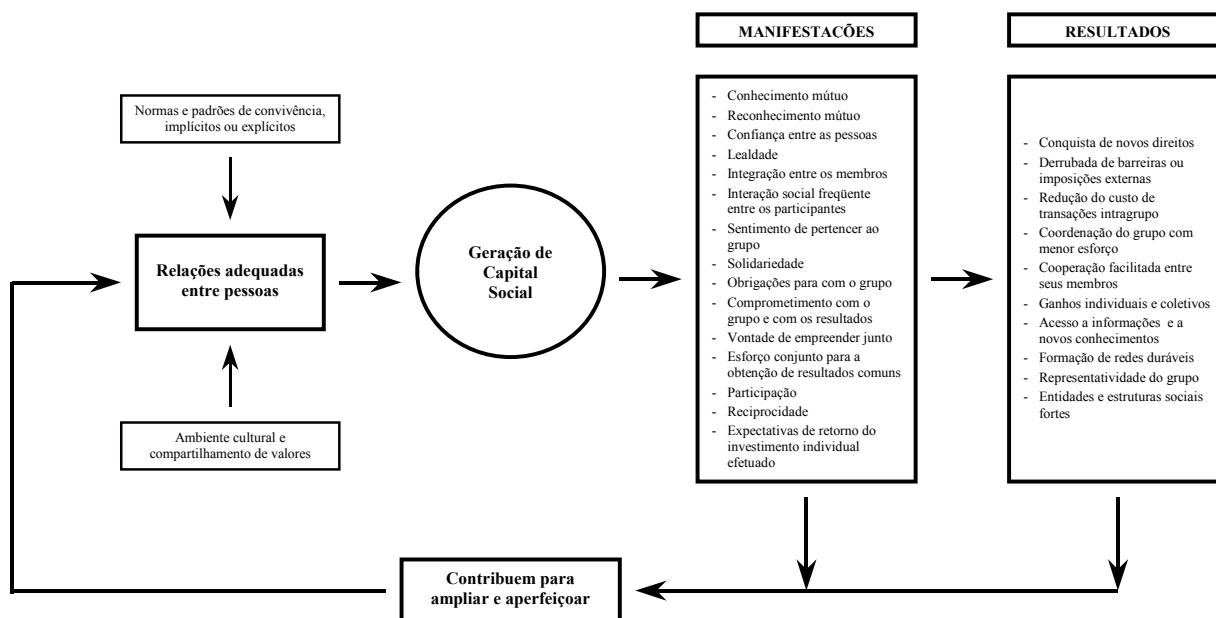 MANIFESTACÕES
RESULTADOS
Normas e padrões de convivência,
implícitos ou explícitos
Relações adequadas
entre pessoas
Ambiente cultural e
compartilhamento de valores
Geração de
Capital
Social
- Conhecimento mútuo
- Reconhecimento mútuo
- Confiança entre as pessoas
- Lealdade
- Integração entre os membros
- Interação social freqüente
entre os participantes
- Sentimento de pertencer ao
grupo
- Solidariedade
- Obrigações para com o grupo
- Comprometimento com o
grupo e com os resultados
- Vontade de empreender junto
- Esforço conjunto para a
obtenção de resultados comuns
- Participação
- Reciprocidade
- Expectativas de retorno do
investimento individual
efetuado
- Conquista de novos direitos
- Derrubada de barreiras ou
imposições externas
- Redução do custo de
transações intragrupo
- Coordenação do grupo com
menor esforço
- Cooperação facilitada entre
seus membros
- Ganhos individuais e coletivos
- Acesso a informações e a
novos conhecimentos
- Formação de redes duráveis
- Representatividade do grupo
- Entidades e estruturas sociais
fortes
Contribuem para
ampliar e aperfeiçoar